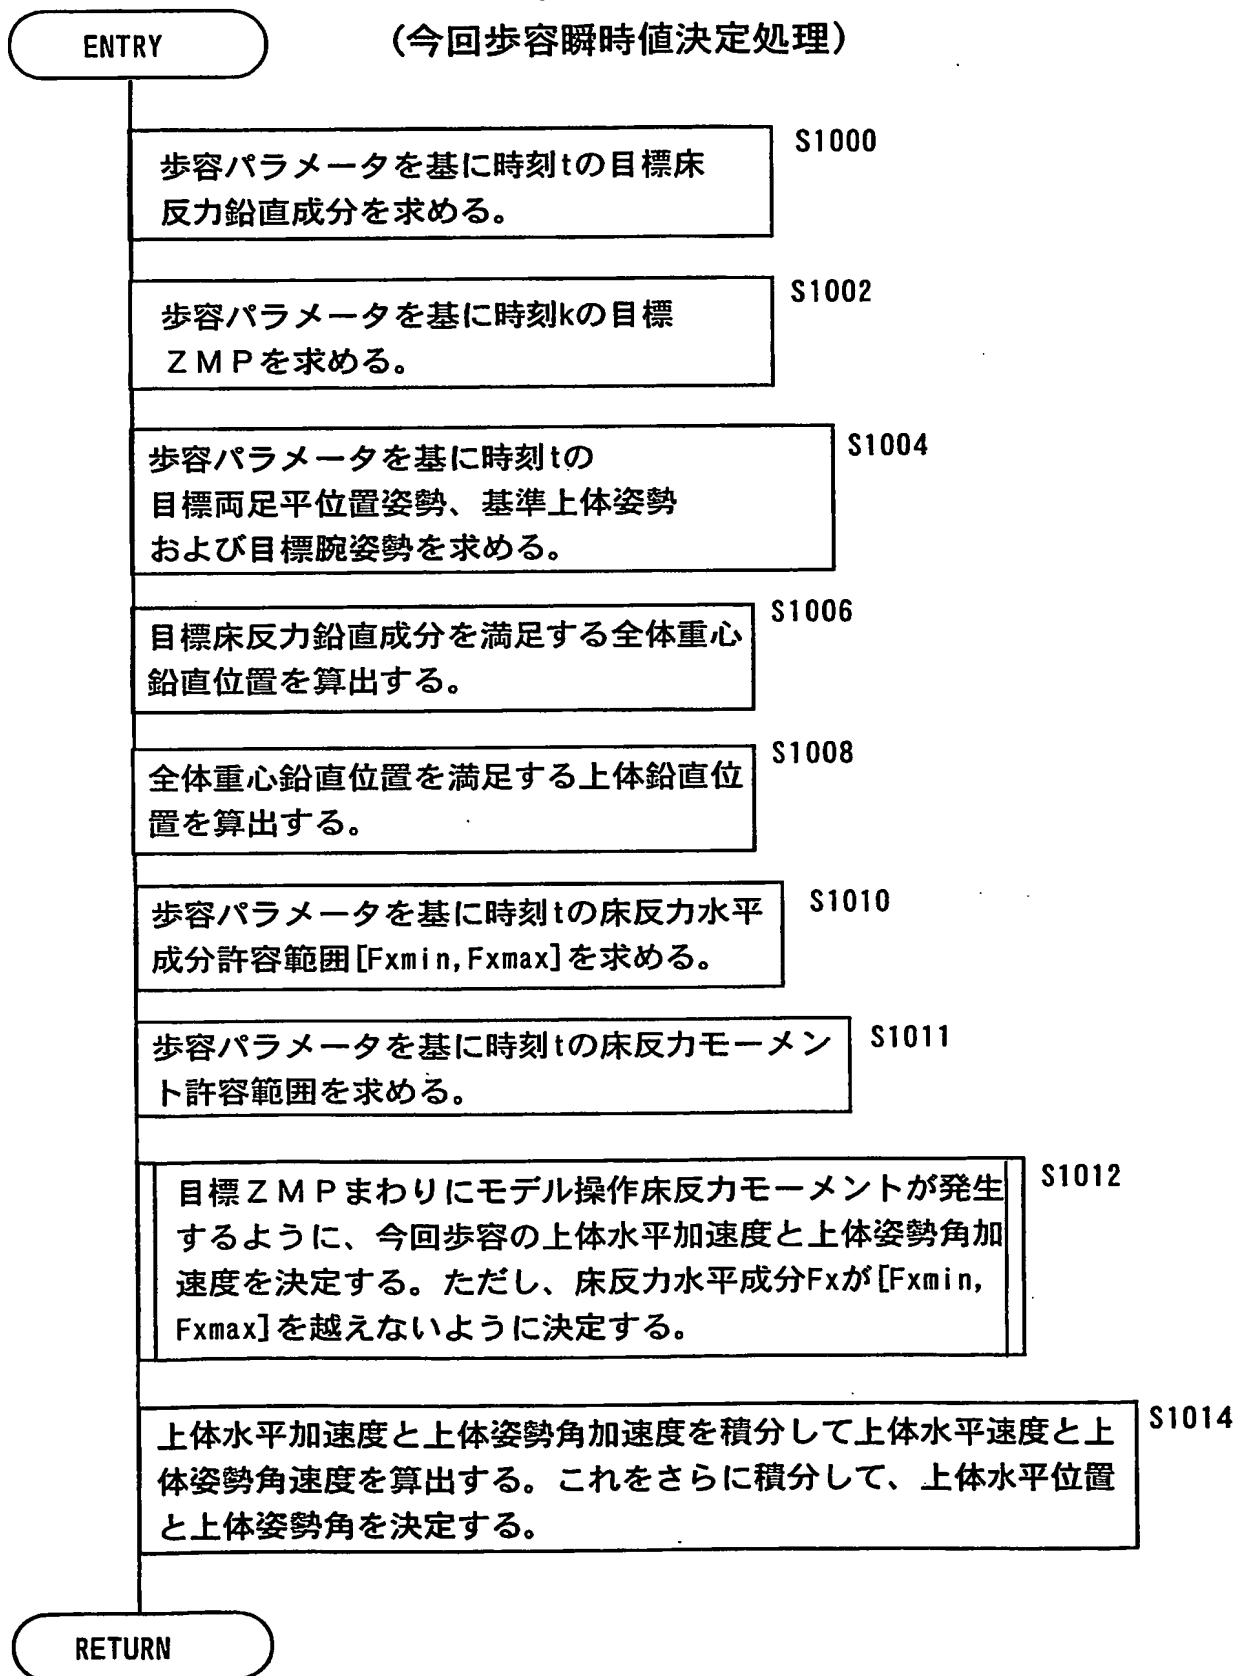 ENTRY
(今回歩容瞬時値決定処理)
S1000
歩容パラメータを基に時刻tの目標床
反力鉛直成分を求める。
S1002
歩容パラメータを基に時刻kの目標
ZMPを求める。
S1004
歩容パラメータを基に時刻tの
目標両足平位置姿勢、基準上体姿勢
および目標腕姿勢を求める。
S1006
目標床反力鉛直成分を満足する全体重心
鉛直位置を算出する。
S1008
全体重心鉛直位置を満足する上体鉛直位
置を算出する。
S1010
歩容パラメータを基に時刻tの床反力水平
成分許容範囲[Fxmin,Fxmax]を求める。
S1011
歩容パラメータを基に時刻tの床反力モーメン
ト許容範囲を求める。
S1012
目標ZMPまわりにモデル操作床反力モーメントが発生
するように、今回歩容の上体水平加速度と上体姿勢角加
速度を決定する。ただし、床反力水平成分Fxが[Fxmin,
Fxmax]を越えないように決定する。
S1014
上体水平加速度と上体姿勢角加速度を積分して上体水平速度と上
体姿勢角速度を算出する。これをさらに積分して、上体水平位置
と上体姿勢角を決定する。
RETURN